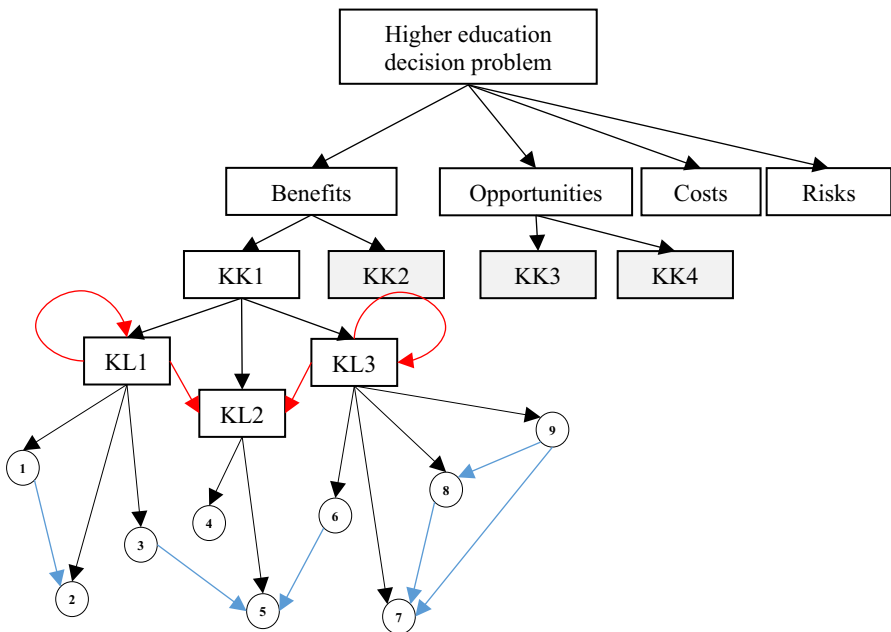 Higher education
decision problem
Benefits
Opportunities
Costs
Risks
KK1
KK2
KK3
KK4
KL1
KL3
KL2
9
1
8
6
4
3
2
5
7